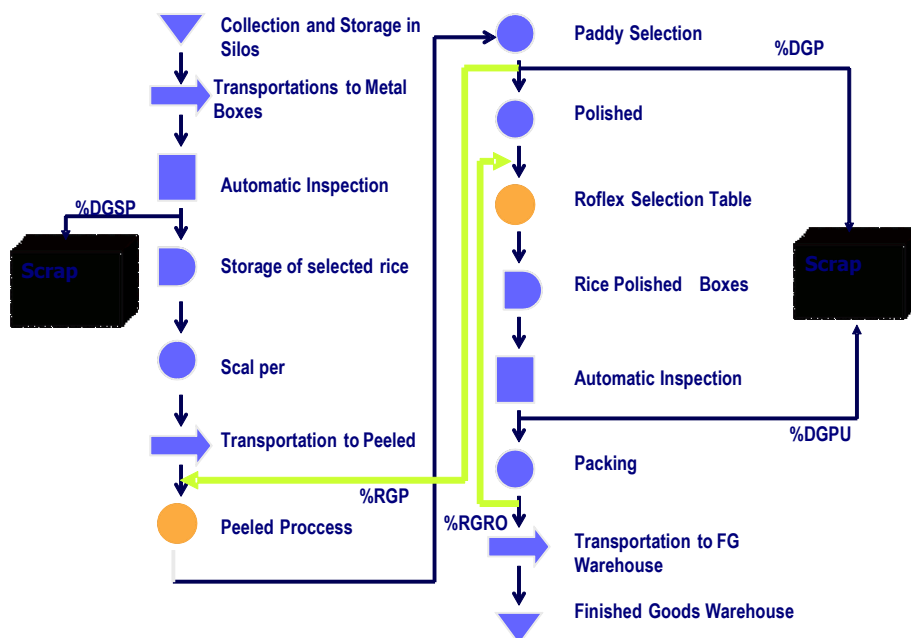 Collection and Storage in
Silos
Transportations to Metal
Boxes
Automatic Inspection
%DGSP
Scrap
Storage of selected rice
Scal per
Transportation to Peeled
%RGP
Peeled Proccess
Paddy Selection
%DGP
Polished
Roflex Selection Table
Scrap
Rice Polished Boxes
Automatic Inspection
%DGPU
Packing
%RGRO
Transportation to FG
Warehouse
Finished Goods Warehouse